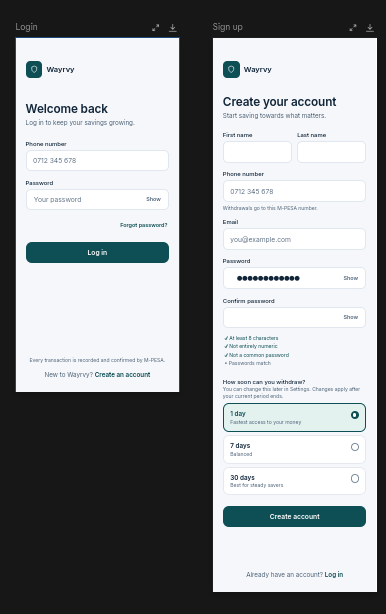 Login
Wayrvy
Welcome back
Log in to keep your savings growing.
Phone number
0712 345 678
Password
Your password
Show
Forgot password?
Log in
Every transaction is recorded and confirmed by M-PESA.
New to Wayrvy? Create an account
Sign up
Wayrvy
Create your account
Start saving towards what matters.
First name
Last name
Phone number
0712 345 678
Withdrawals go to this M-PESA number.
Email
you@example.com
Password
●●●●●●●●●●●●
Show
Confirm password
Show
✓At least 8 characters
✓Not entirely numeric
✓Not a common password
• Passwords match
How soon can you withdraw?
You can change this later in Settings. Changes apply after
your current period ends.
1 day
Fastest access to your money
7 days
Balanced
30 days
Best for steady savers
Create account
Already have an account? Log in